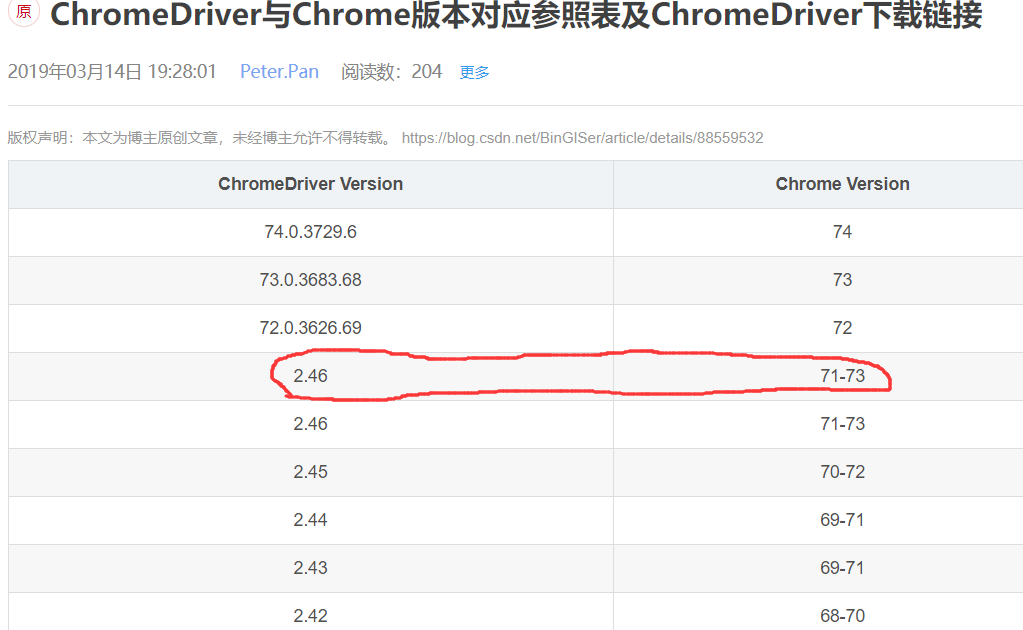 原 ChromeDriver与Chrome版本对应参照表及ChromeDriver下载链接
2019年03月14日 19:28:01 Peter.Pan 阅读数：204 更多
版权声明：本文为博主原创文章，未经博主允许不得转载。 https://blog.csdn.net/BinGISer/article/details/88559532
ChromeDriver Version Chrome Version
74.0.3729.6 74
73.0.3683.68 73
72.0.3626.69 72
2.46 71-73
2.46 71-73
2.45 70-72
2.44 69-71
2.43 69-71
2.42 68-70